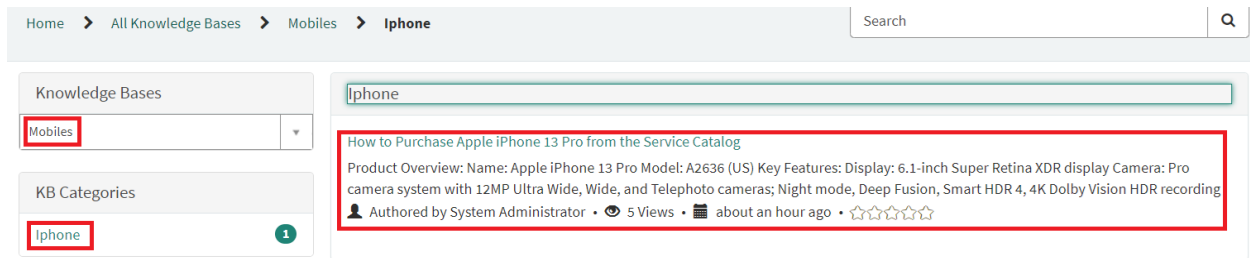 Home > All Knowledge Bases > Mobiles > Iphone
Search
Knowledge Bases
Mobiles
KB Categories
Iphone 1
Iphone
How to Purchase Apple iPhone 13 Pro from the Service Catalog
Product Overview: Name: Apple iPhone 13 Pro Model: A2636 (US) Key Features: Display: 6.1-inch Super Retina XDR display Camera: Pro
camera system with 12MP Ultra Wide, Wide, and Telephoto cameras; Night mode, Deep Fusion, Smart HDR 4, 4K Dolby Vision HDR recording
Authored by System Administrator • 5 Views • about an hour ago •